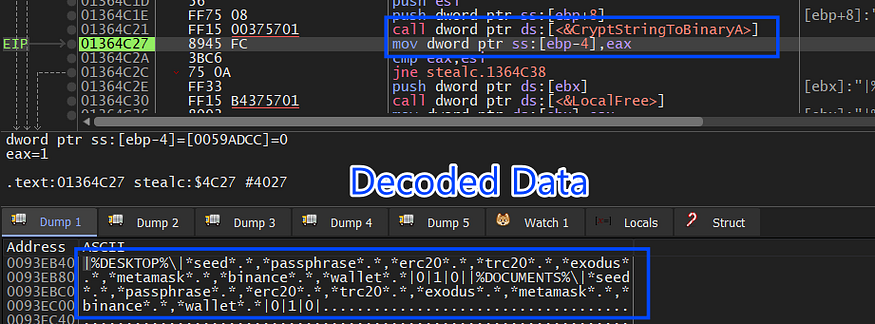 01364C1D 56 push esi
01364C1E FF75 08 push dword ptr ss:[ebp+8] [ebp+8]:"
01364C21 FF15 00375701 call dword ptr ds:[<&CryptStringToBinaryA>]
EIP 01364C27 8945 FC mov dword ptr ss:[ebp-4],eax
01364C2A 3BC6 cmp eax,esi
01364C2C 75 0A jne stealc.1364C38
01364C2E FF33 push dword ptr ds:[ebx] [ebx]:"|%
01364C30 FF15 B4375701 call dword ptr ds:[<&LocalFree>]
dword ptr ss:[ebp-4]=[0059ADCC]=0
eax=1
.text:01364C27 stealc:$4C27 #4027
Decoded Data
Dump 1 Dump 2 Dump 3 Dump 4 Dump 5 Watch 1 Locals Struct
Address ASCII
0093EB40 |%DESKTOP%\|*seed*.*,*passphrase*.*,*erc20*.*,*trc20*.*,*exodus*
0093EB80 .*,*metamask*.*,*binance*.*,*wallet*.*|0|1|0||%DOCUMENTS%\|*seed
0093EBC0 *.*,*passphrase*.*,*erc20*.*,*trc20*.*,*exodus*.*,*metamask*.*,*
0093EC00 binance*.*,*wallet*.*|0|1|0|...................................
0093EC40 ................................................................